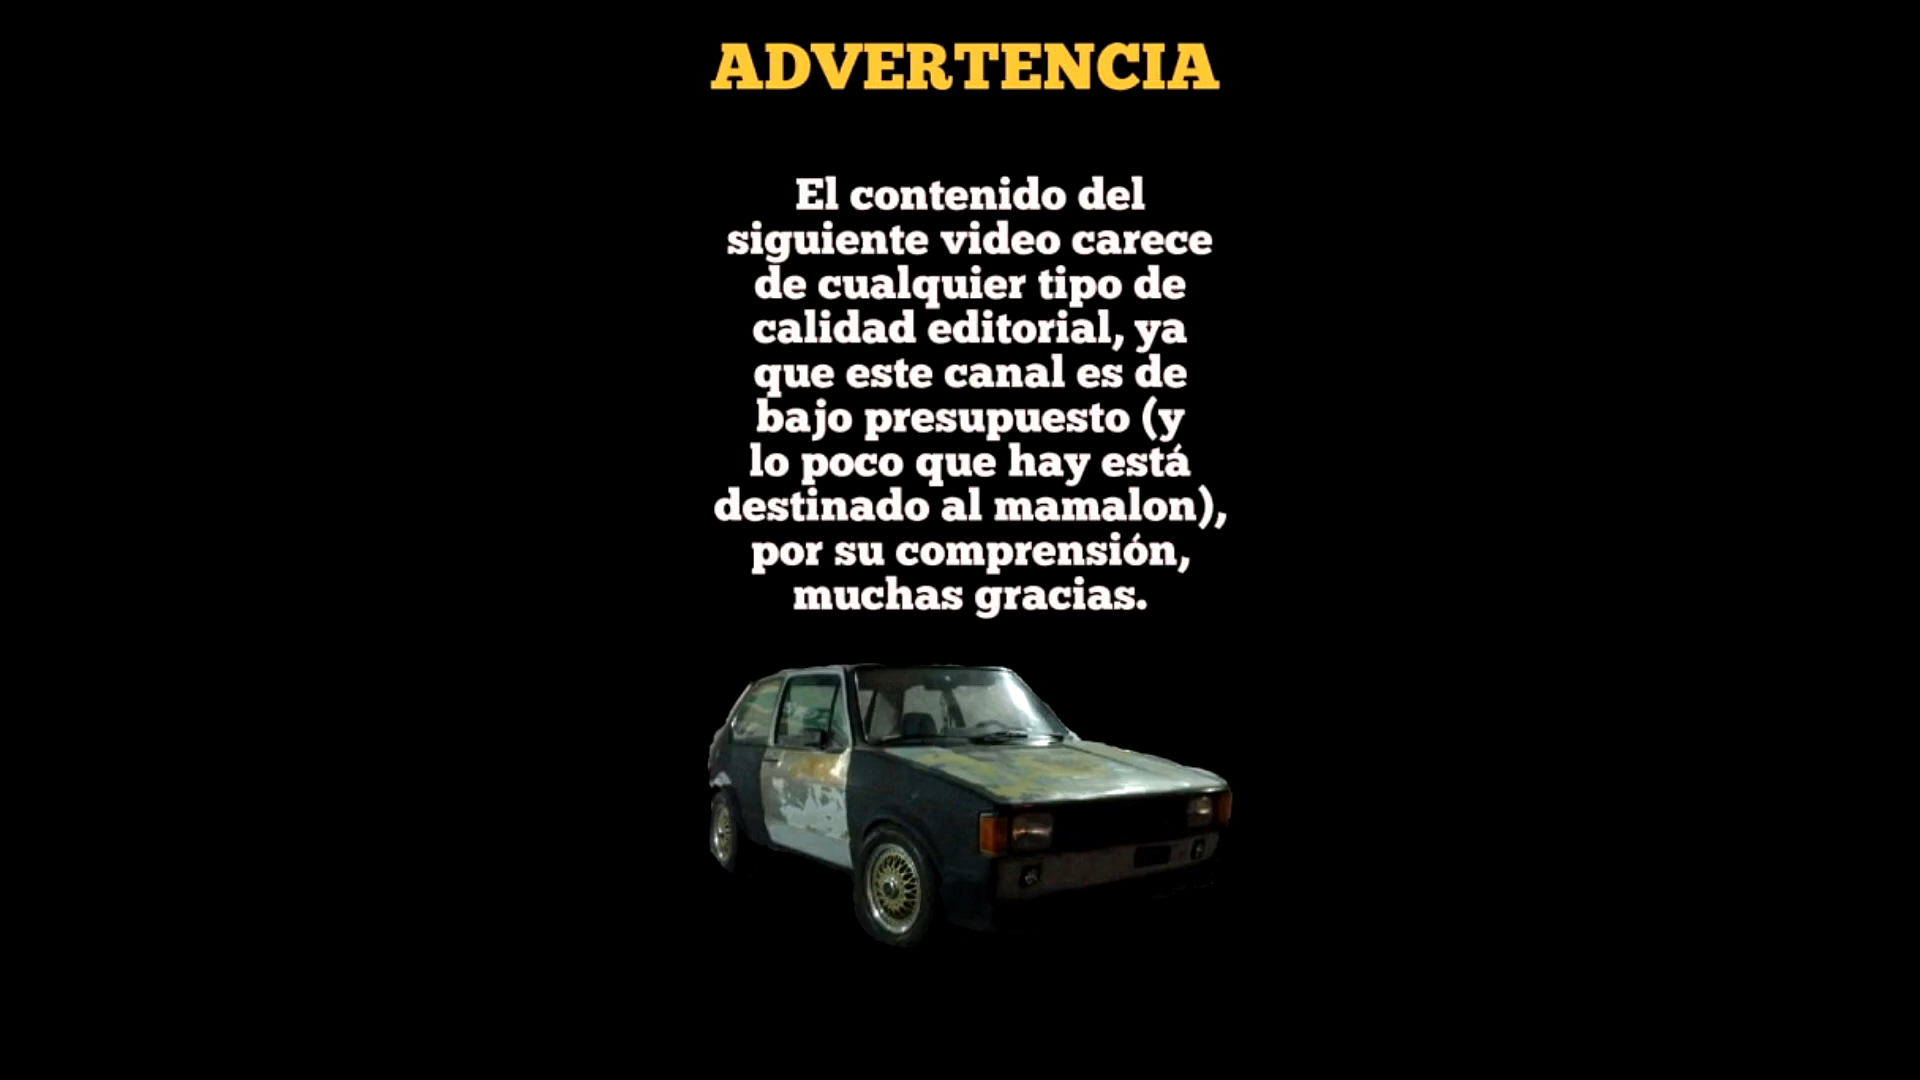 ADVERTENCIA
El contenido del
siguiente video carece
de cualquier tipo de
calidad editorial, ya
que este canal es de
bajo presupuesto (y
lo poco que hay está
destinado al mamalon),
por su comprensión,
muchas gracias.